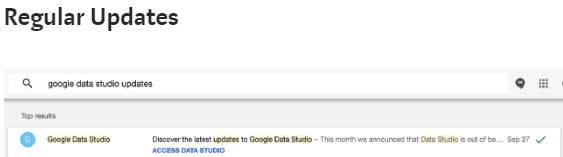 Regular Updates
google data studio updates
Top results
G Google Data Studio Discover the latest updates to Google Data Studio – This month we announced that Data Studio is out of be... Sep 27
ACCESS DATA STUDIO